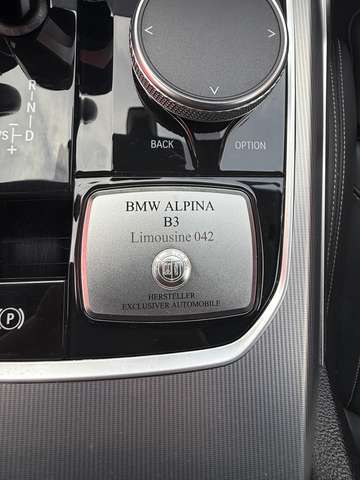 R
N
D
S
+
BACK
OPTION
BMW ALPINA
B3
Limousine 042
HERSTELLER
EXCLUSIVER AUTOMOBILE
P